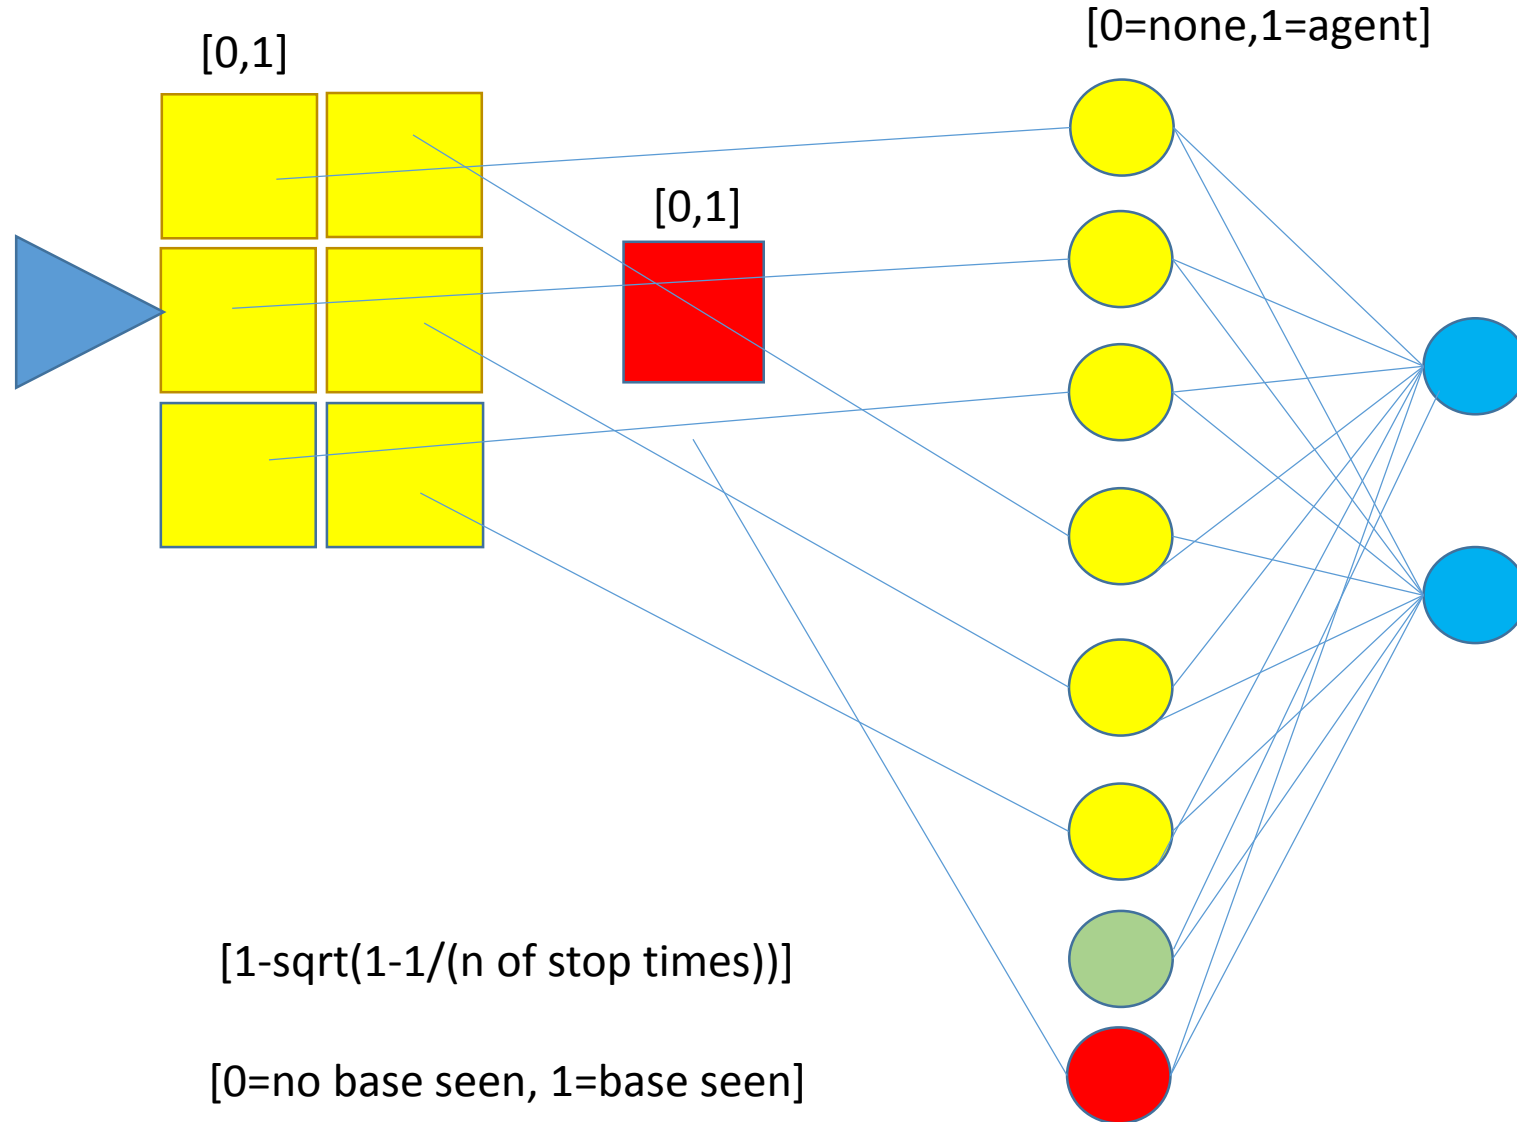 [0=none,1=agent]
[0,1]
[0,1]
[1-sqrt(1-1/(n of stop times))]
[0=no base seen, 1=base seen]